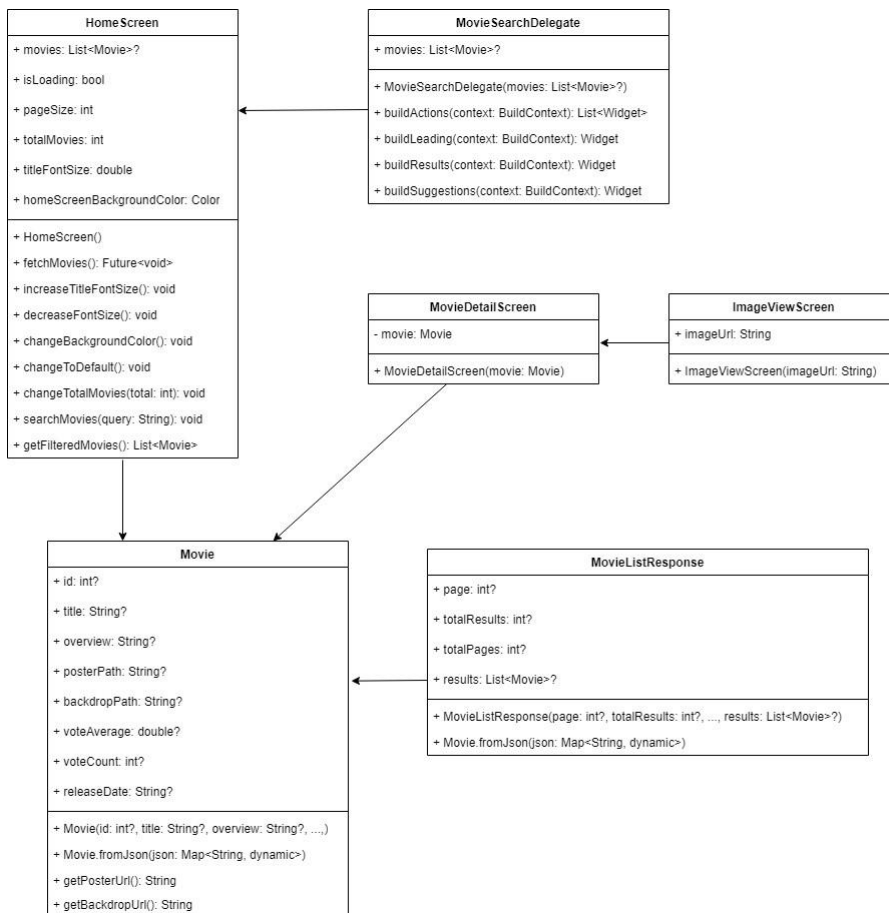 HomeScreen
+ movies: List<Movie>?
+ isLoading: bool
+ pageSize: int
+ totalMovies: int
+ titleFontSize: double
+ homeScreenBackgroundColor: Color
+ HomeScreen()
+ fetchMovies(): Future<void>
+ increaseTitleFontSize(): void
+ decreaseFontSize(): void
+ changeBackgroundColor(): void
+ changeToDefault(): void
+ changeTotalMovies(total: int): void
+ searchMovies(query: String): void
+ getFilteredMovies(): List<Movie>
MovieSearchDelegate
+ movies: List<Movie>?
+ MovieSearchDelegate(movies: List<Movie>?)
+ buildActions(context: BuildContext): List<Widget>
+ buildLeading(context: BuildContext): Widget
+ buildResults(context: BuildContext): Widget
+ buildSuggestions(context: BuildContext): Widget
MovieDetailScreen
- movie: Movie
+ MovieDetailScreen(movie: Movie)
ImageViewScreen
+ imageUrl: String
+ ImageViewScreen(imageUrl: String)
Movie
+ id: int?
+ title: String?
+ overview: String?
+ posterPath: String?
+ backdropPath: String?
+ voteAverage: double?
+ voteCount: int?
+ releaseDate: String?
+ Movie(id: int?, title: String?, overview: String?, ...,)
+ Movie.fromJson(json: Map<String, dynamic>)
+ getPosterUrl(): String
+ getBackdropUrl(): String
MovieListResponse
+ page: int?
+ totalResults: int?
+ totalPages: int?
+ results: List<Movie>?
+ MovieListResponse(page: int?, totalResults: int?, ..., results: List<Movie>?)
+ Movie.fromJson(json: Map<String, dynamic>)